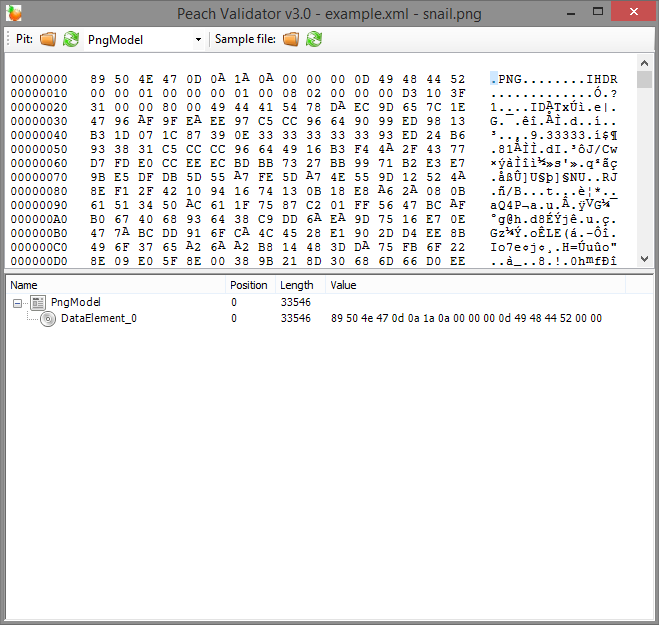 Peach Validator v3.0 - example.xml - snail.png
Pit: PngModel Sample file:
00000000 89 50 4E 47 0D 0A 1A 0A 00 00 00 0D 49 48 44 52 .PNG........IHDR
00000010 00 00 01 00 00 00 01 00 08 02 00 00 00 D3 10 3F .............Ó.?
00000020 31 00 00 80 00 49 44 41 54 78 DA EC 9D 65 7C 1E 1....IDATxÚì.e|.
00000030 47 96 AF 9F EA EE 97 C5 CC 96 64 90 99 ED 98 13 G.¯.êî.ÅÌ.d..í..
00000040 B3 1D 07 1C 87 39 0E 33 33 33 33 33 93 ED 24 B6 ³....9.33333.í$¶
00000050 93 38 31 C5 CC CC 96 64 49 16 B3 F4 4A 2F 43 77 .81ÅÌÌ.dI.³ôJ/Cw
00000060 D7 FD E0 CC EE EC BD BB 73 27 BB 99 71 B2 E3 E7 ×ýàÌîì½»s'».q²ãç
00000070 9B E5 DF DB 5D 55 A7 FE 5D A7 4E 55 9D 12 52 4A .åßÛ]U§þ]§NU..RJ
00000080 8E F1 2F 42 10 94 16 74 13 0B 18 E8 A6 2A 08 0B .ñ/B...t...è¦*..
00000090 61 51 34 50 AC 61 1F 75 87 C2 01 FF 56 47 BC AF aQ4P¬a.u.Â.ÿVG¼¯
000000A0 B0 67 40 68 93 64 38 C9 DD 6A EA 9D 75 16 E7 0E °g@h.d8ÉÝjê.u.ç.
000000B0 47 7A BC DD 91 6F CA 4C 45 28 E1 90 2D D4 EE 8B Gz¼Ý.oÊLE(á.-Ôî.
000000C0 49 6F 37 65 A2 6A A2 B8 14 48 3D DA 75 FB 6F 22 Io7e¢j¢¸.H=Úuûo"
000000D0 8E 09 E0 5F 8E 00 38 9B 21 8D 30 68 6D 66 D0 EE ..à_..8.!.0hmfÐî
Name Position Length Value
PngModel 0 33546
DataElement_0 0 33546 89 50 4e 47 0d 0a 1a 0a 00 00 00 0d 49 48 44 52 00 00